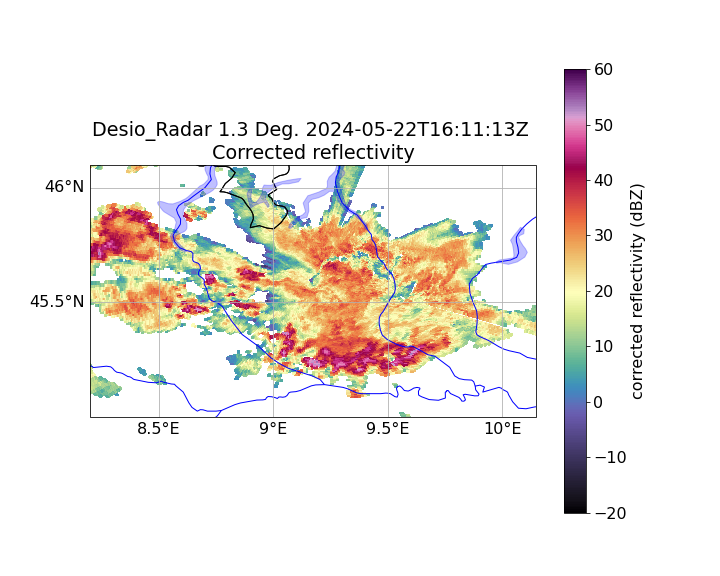 Desio_Radar 1.3 Deg. 2024-05-22T16:11:13Z
Corrected reflectivity
46°N
45.5°N
8.5°E
9°E
9.5°E
10°E
60
50
40
30
20
10
0
−10
−20
corrected reflectivity (dBZ)